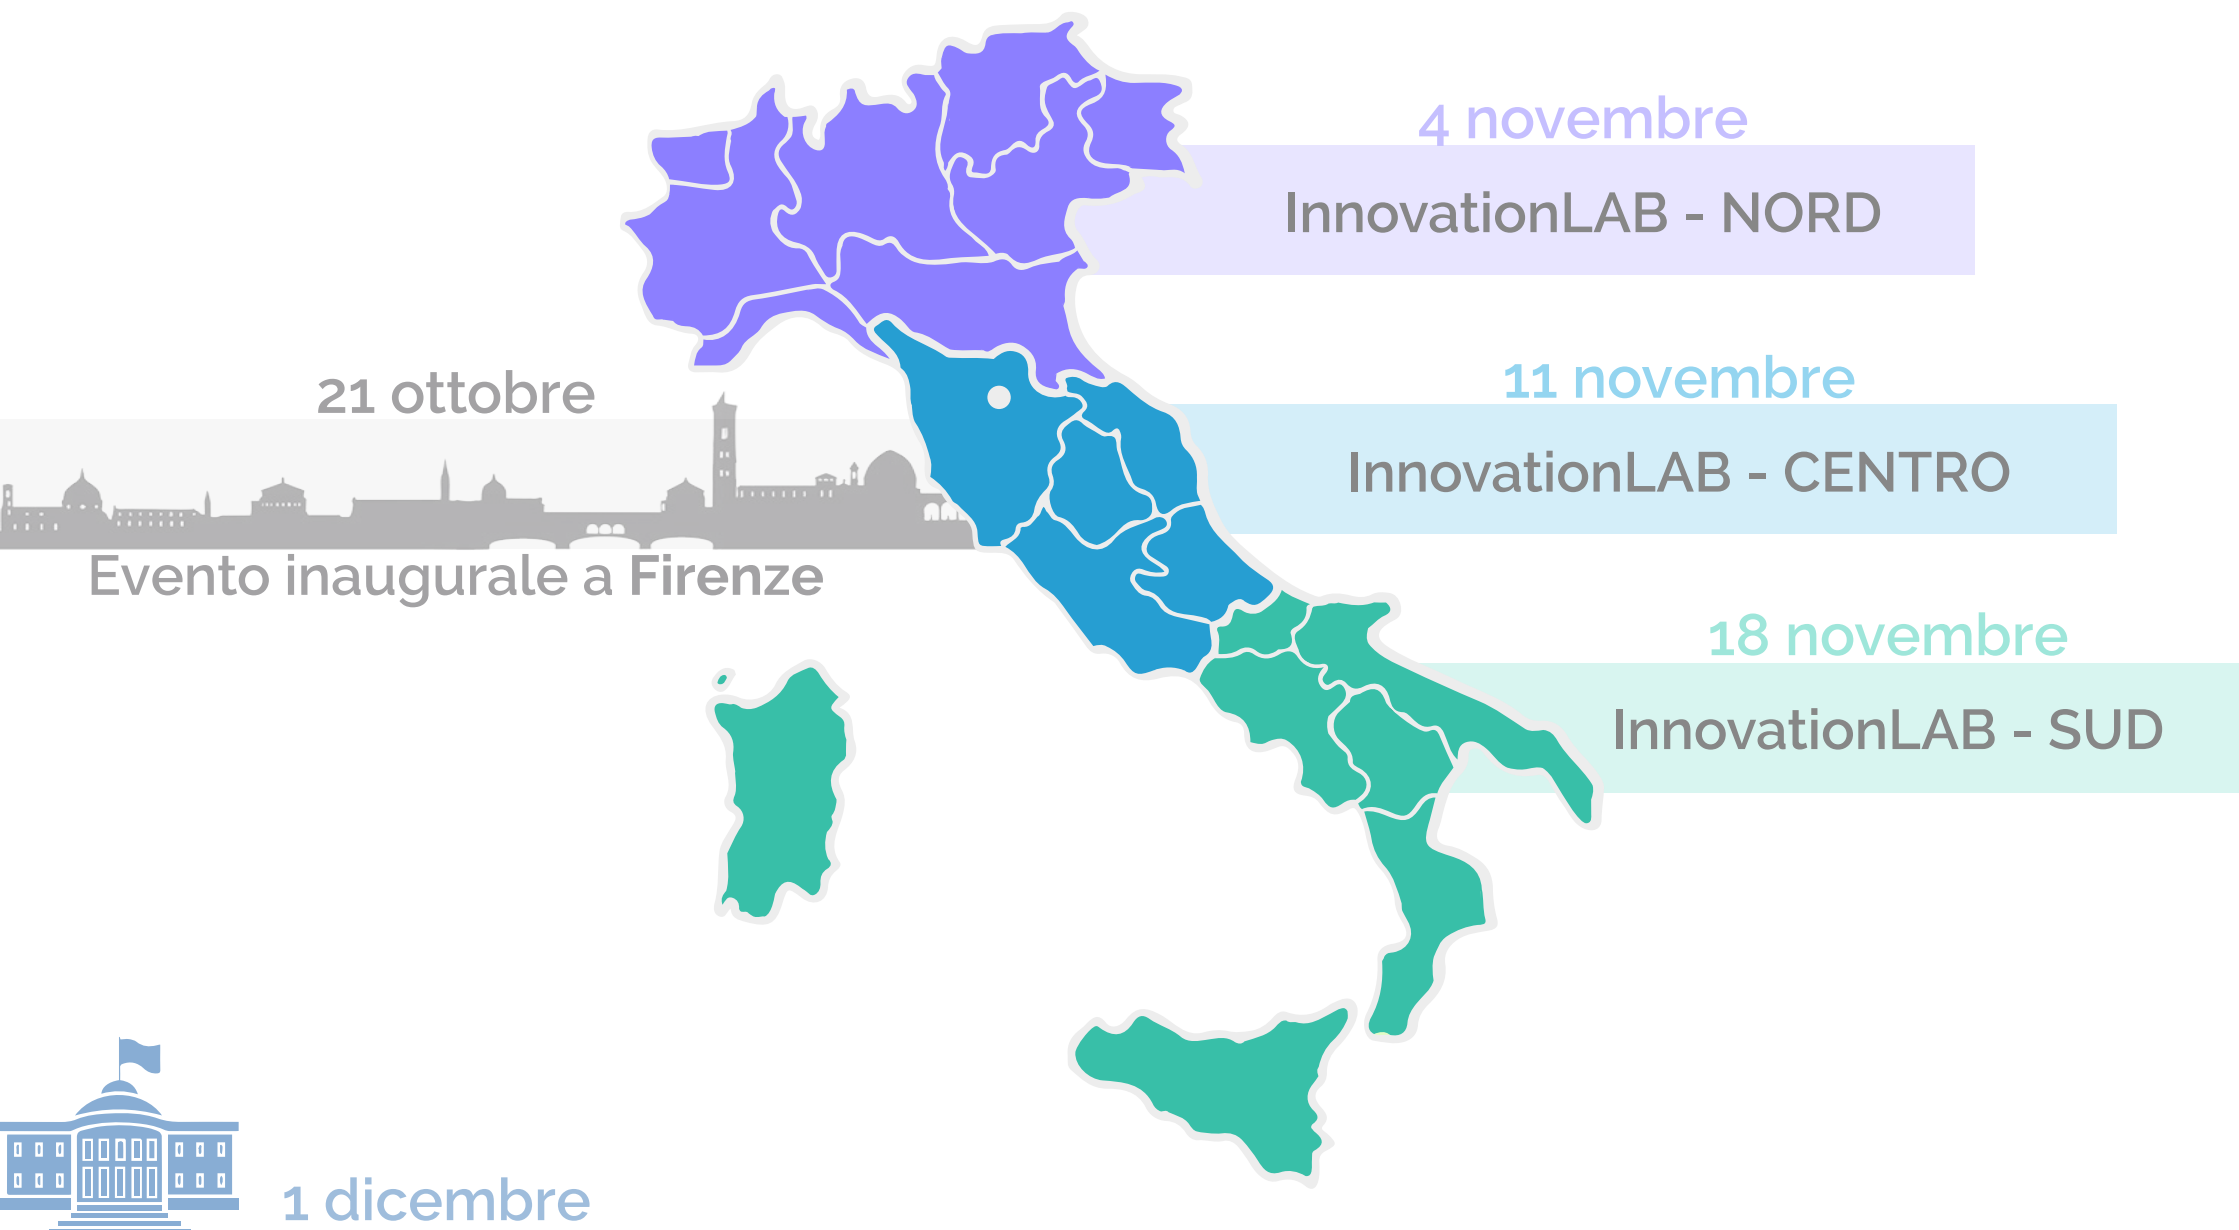 4 novembre
InnovationLAB - NORD
11 novembre
21 ottobre
InnovationLAB - CENTRO
Evento inaugurale a Firenze
18 novembre
InnovationLAB - SUD
1 dicembre